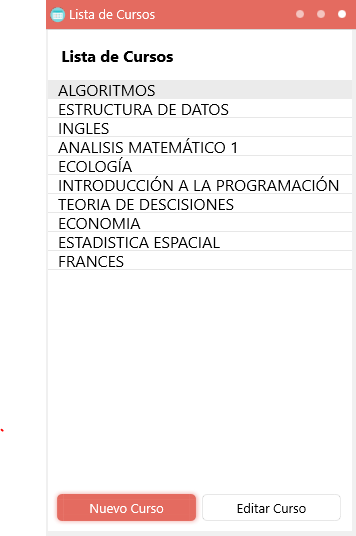 Lista de Cursos
Lista de Cursos
ALGORITMOS
ESTRUCTURA DE DATOS
INGLES
ANALISIS MATEMÁTICO 1
ECOLOGÍA
INTRODUCCIÓN A LA PROGRAMACIÓN
TEORIA DE DESCISIONES
ECONOMIA
ESTADISTICA ESPACIAL
FRANCES
Nuevo Curso Editar Curso